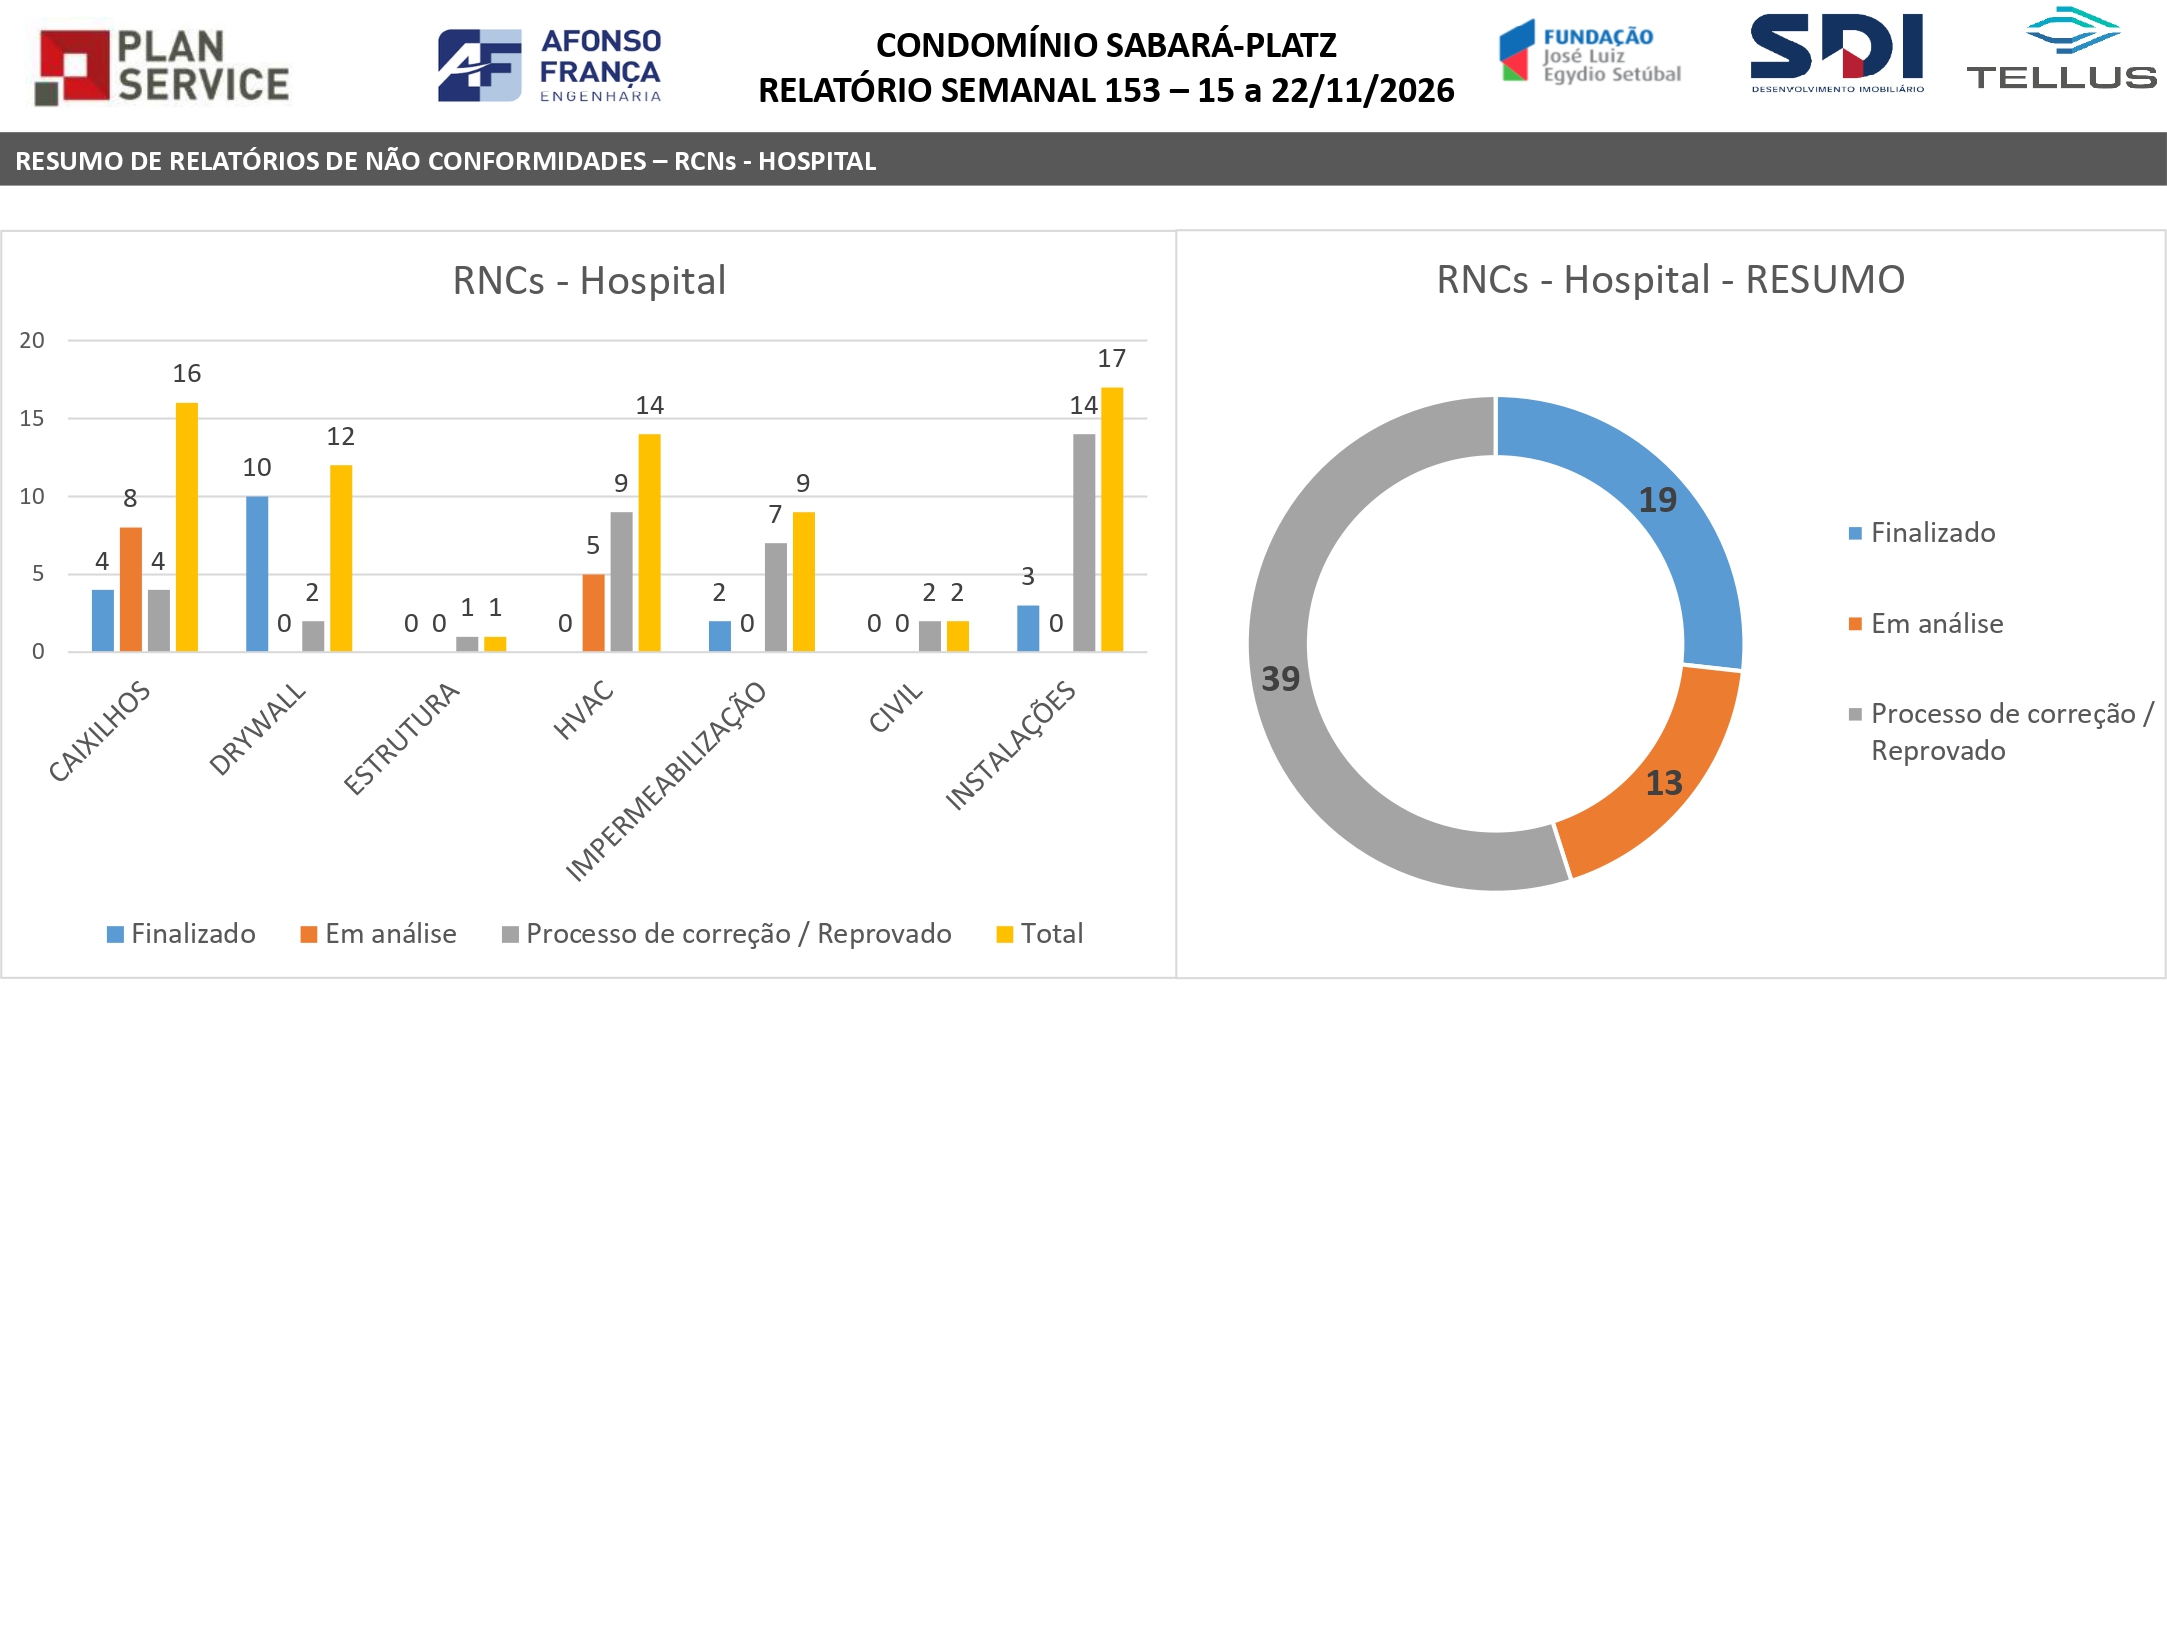 PLAN
SERVICE
AFONSO
FRANÇA
ENGENHARIA
CONDOMÍNIO SABARÁ-PLATZ
RELATÓRIO SEMANAL 153 – 15 a 22/11/2026
FUNDAÇÃO
José Luiz
Egydio Setúbal
SDI
DESENVOLVIMENTO IMOBILIÁRIO
TELLUS
RESUMO DE RELATÓRIOS DE NÃO CONFORMIDADES – RCNs - HOSPITAL
RNCs - Hospital
20
15
10
5
0
4 8 4 16
10 0 2 12
0 0 1 1
0 5 9 14
2 0 7 9
0 0 2 2
3 0 14 17
CAIXILHOS
DRYWALL
ESTRUTURA
HVAC
IMPERMEABILIZAÇÃO
CIVIL
INSTALAÇÕES
Finalizado Em análise Processo de correção / Reprovado Total
RNCs - Hospital - RESUMO
19
39
13
Finalizado
Em análise
Processo de correção /
Reprovado